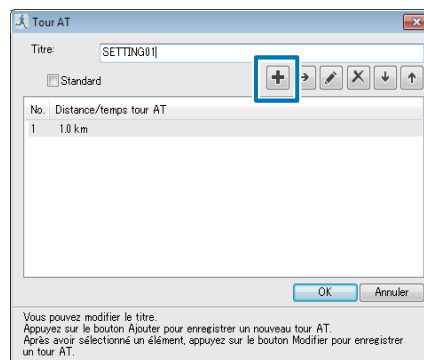 Tour AT
Titre: SETTING01
Standard
No. Distance/temps tour AT
1 1.0 km
OK Annuler
Vous pouvez modifier le titre.
Appuyez sur le bouton Ajouter pour enregistrer un nouveau tour AT.
Après avoir sélectionné un élément, appuyez sur le bouton Modifier pour enregistrer
un tour AT.